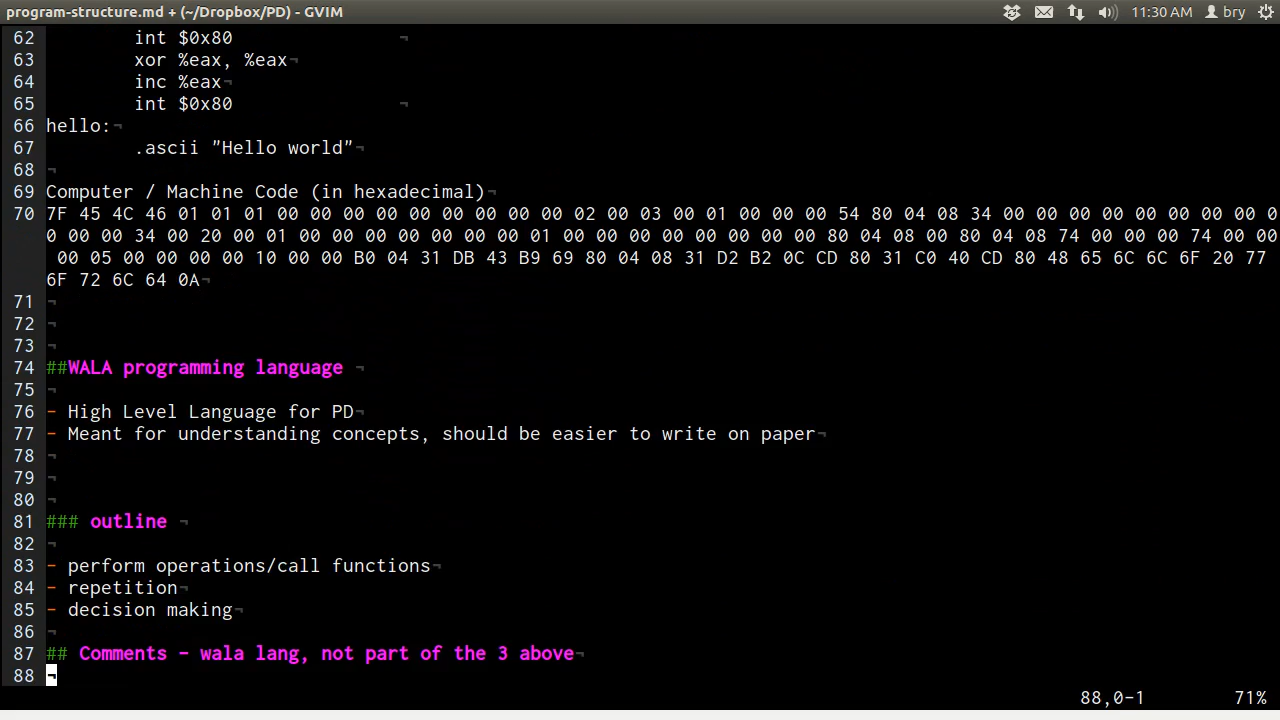 program-structure.md + (~/Dropbox/PD) - GVIM 11:30 AM bry
62 int $0x80¬
63 xor %eax, %eax¬
64 inc %eax¬
65 int $0x80 ¬
66 hello:¬
67 .ascii "Hello world"¬
68 ¬
69 Computer / Machine Code (in hexadecimal)¬
70 7F 45 4C 46 01 01 01 00 00 00 00 00 00 00 00 00 02 00 03 00 01 00 00 00 54 80 04 08 34 00 00 00 00 00 00 00 0
0 00 00 34 00 20 00 01 00 00 00 00 00 00 00 01 00 00 00 00 00 00 00 80 04 08 00 80 04 08 74 00 00 00 74 00 00
00 05 00 00 00 00 10 00 00 B0 04 31 DB 43 B9 69 80 04 08 31 D2 B2 0C CD 80 31 C0 40 CD 80 48 65 6C 6C 6F 20 77
6F 72 6C 64 0A¬
71 ¬
72 ¬
73 ¬
74 ##WALA programming language ¬
75 ¬
76 - High Level Language for PD¬
77 - Meant for understanding concepts, should be easier to write on paper¬
78 ¬
79 ¬
80 ¬
81 ### outline ¬
82 ¬
83 - perform operations/call functions¬
84 - repetition¬
85 - decision making¬
86 ¬
87 ## Comments - wala lang, not part of the 3 above¬
88 ¬
88,0-1 71%